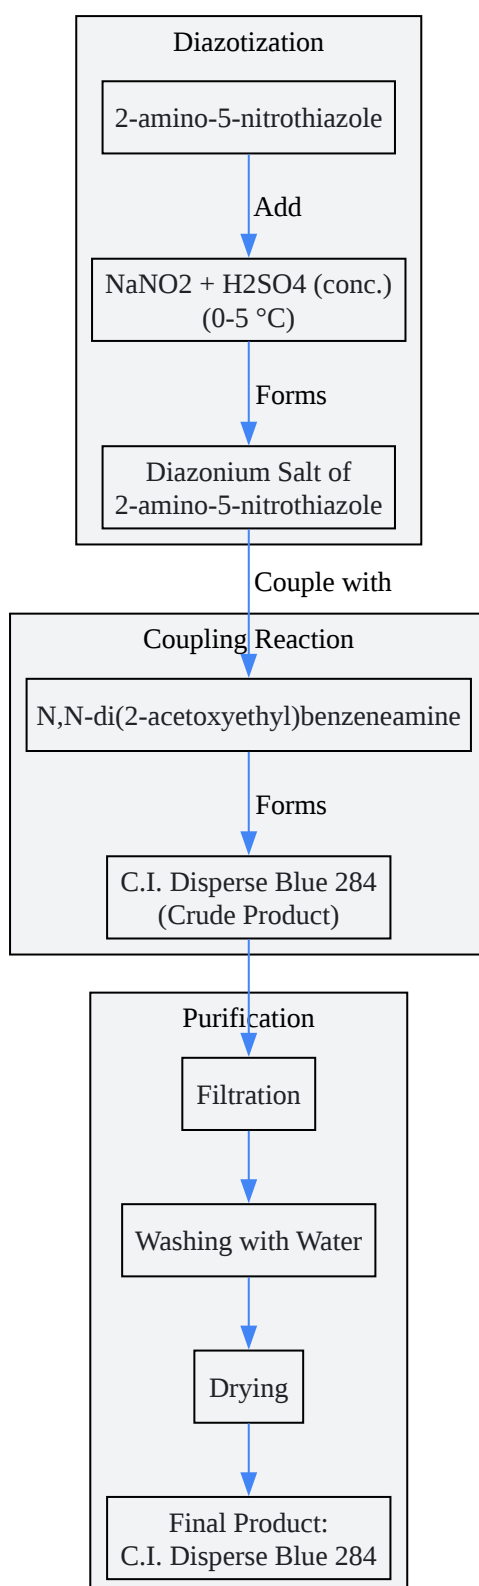 Diazotization
2-amino-5-nitrothiazole
Add
NaNO2 + H2SO4 (conc.)
(0-5 °C)
Forms
Diazonium Salt of
2-amino-5-nitrothiazole
Couple with
Coupling Reaction
N,N-di(2-acetoxyethyl)benzeneamine
Forms
C.I. Disperse Blue 284
(Crude Product)
Purification
Filtration
Washing with Water
Drying
Final Product:
C.I. Disperse Blue 284